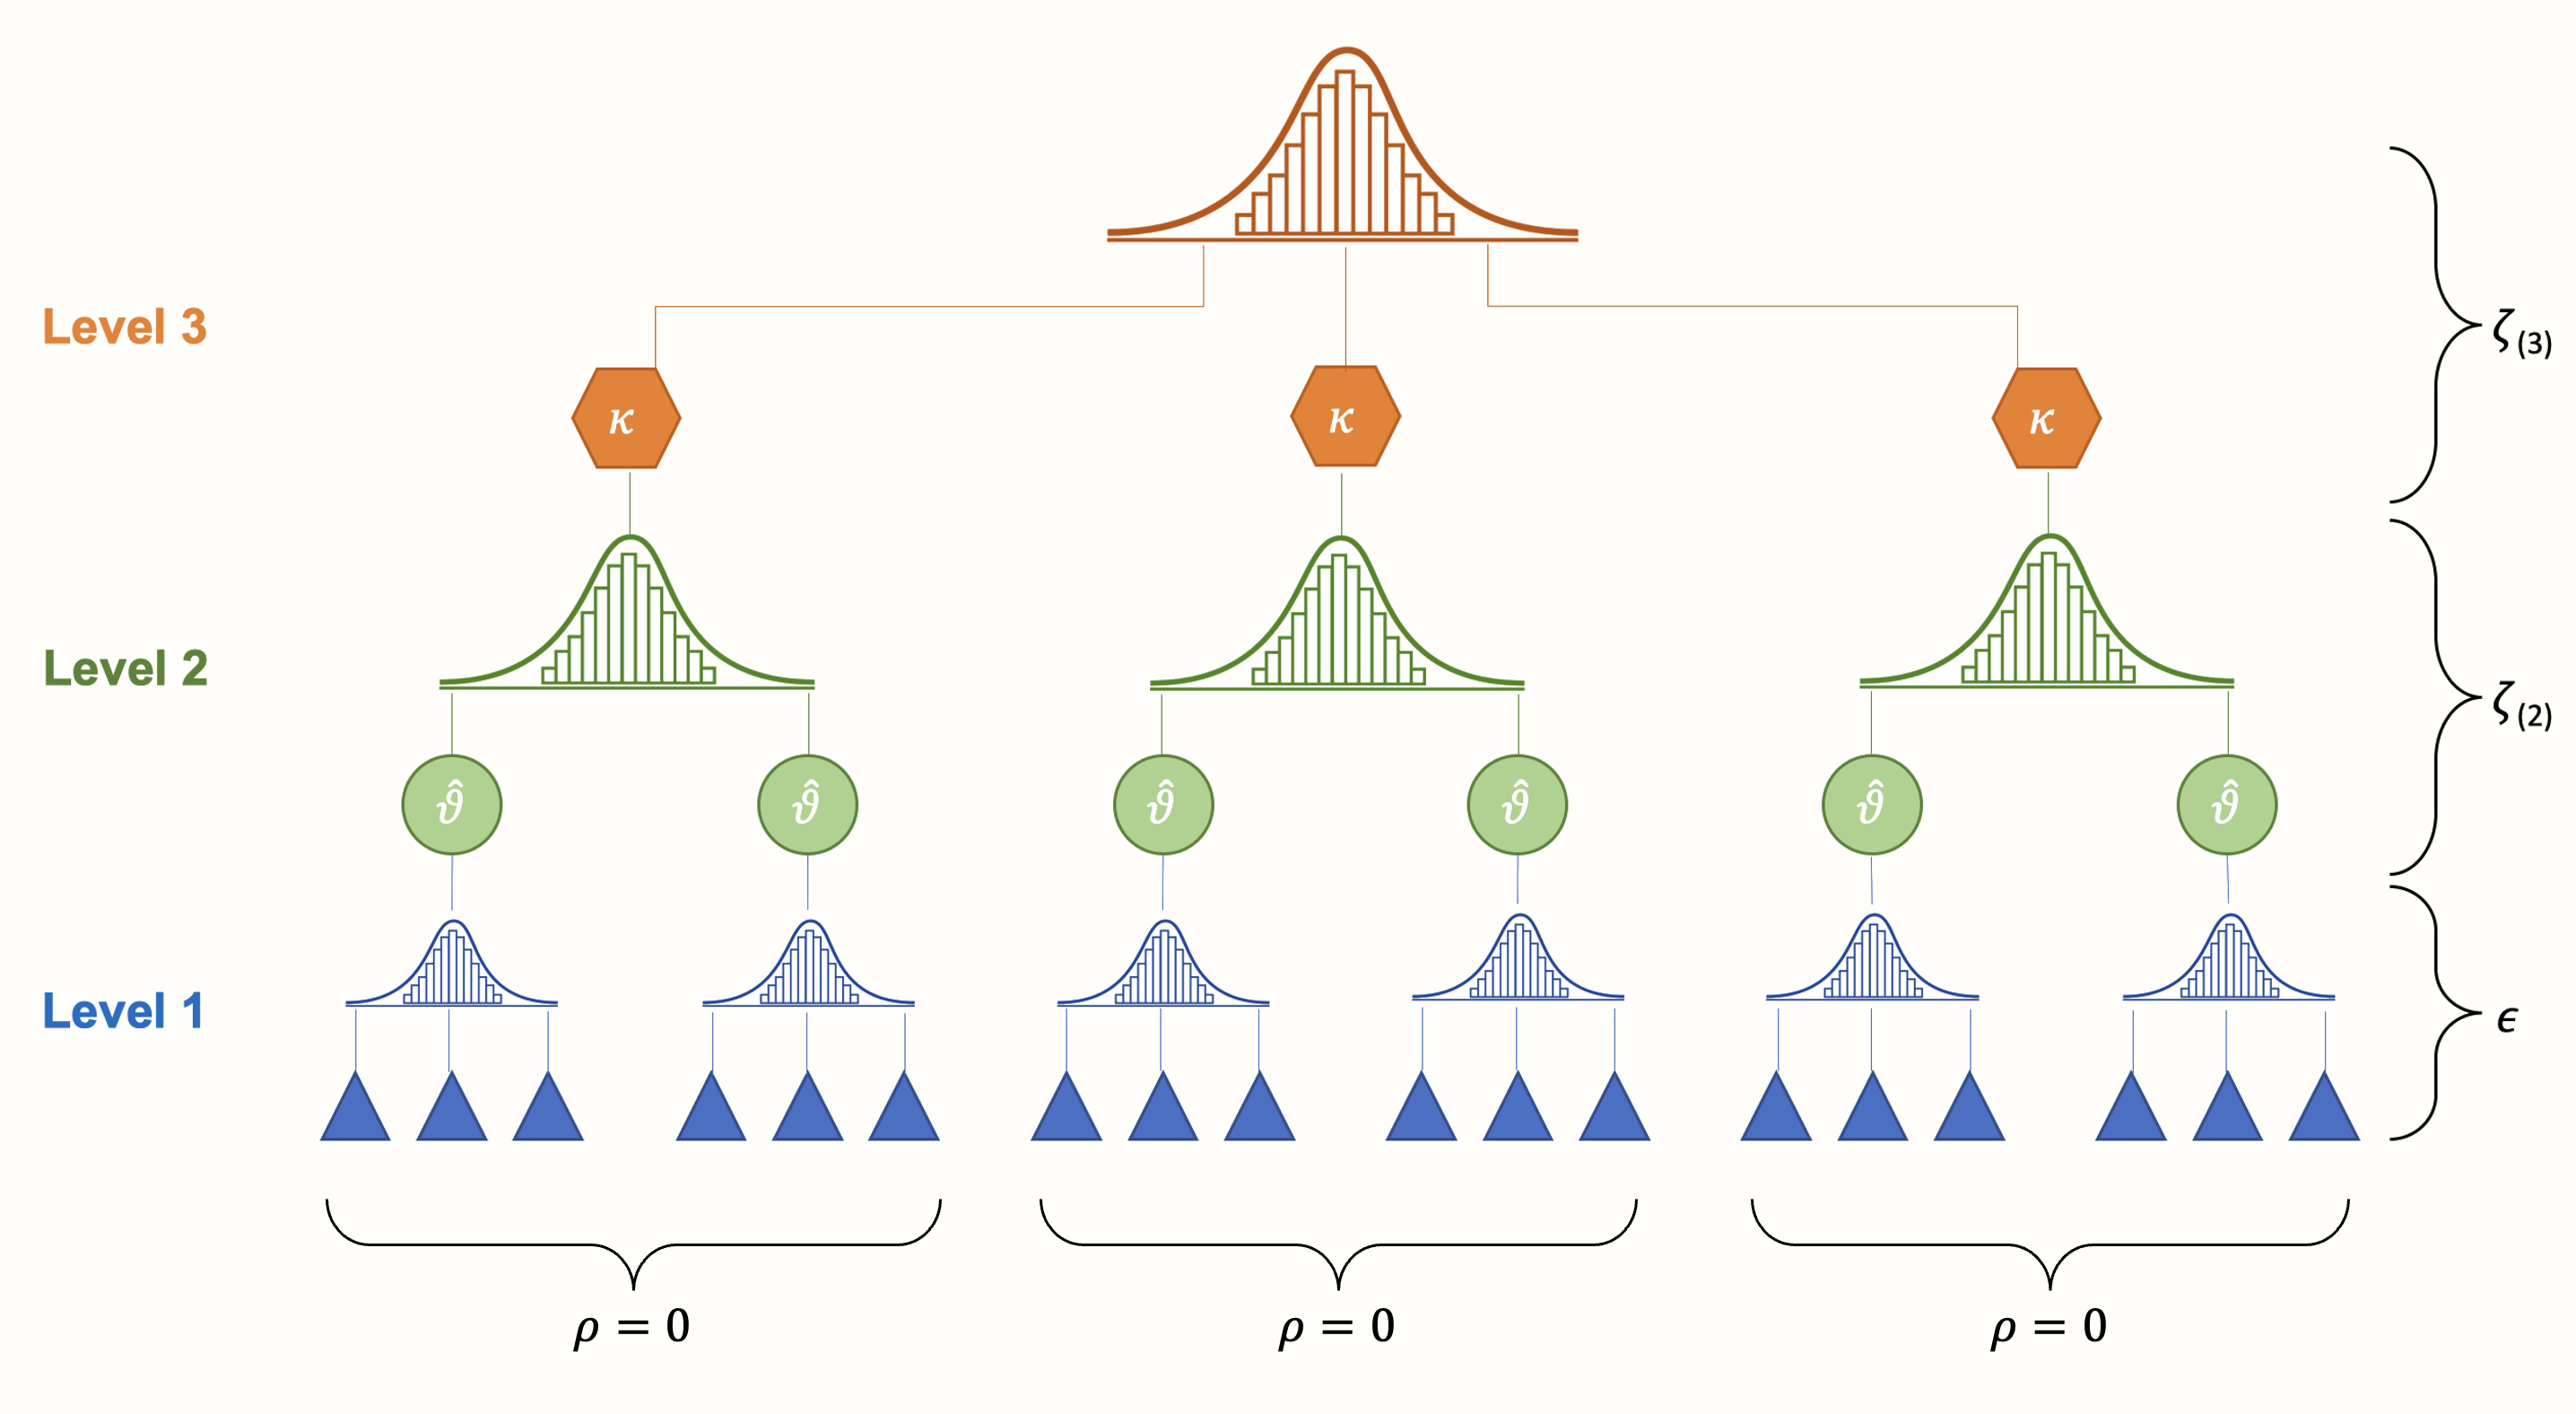 Level 3
κ κ κ
ζ(3)
Level 2
ζ(2)
ϑ̂ ϑ̂ ϑ̂ ϑ̂ ϑ̂ ϑ̂
Level 1
ϵ
ρ = 0 ρ = 0 ρ = 0